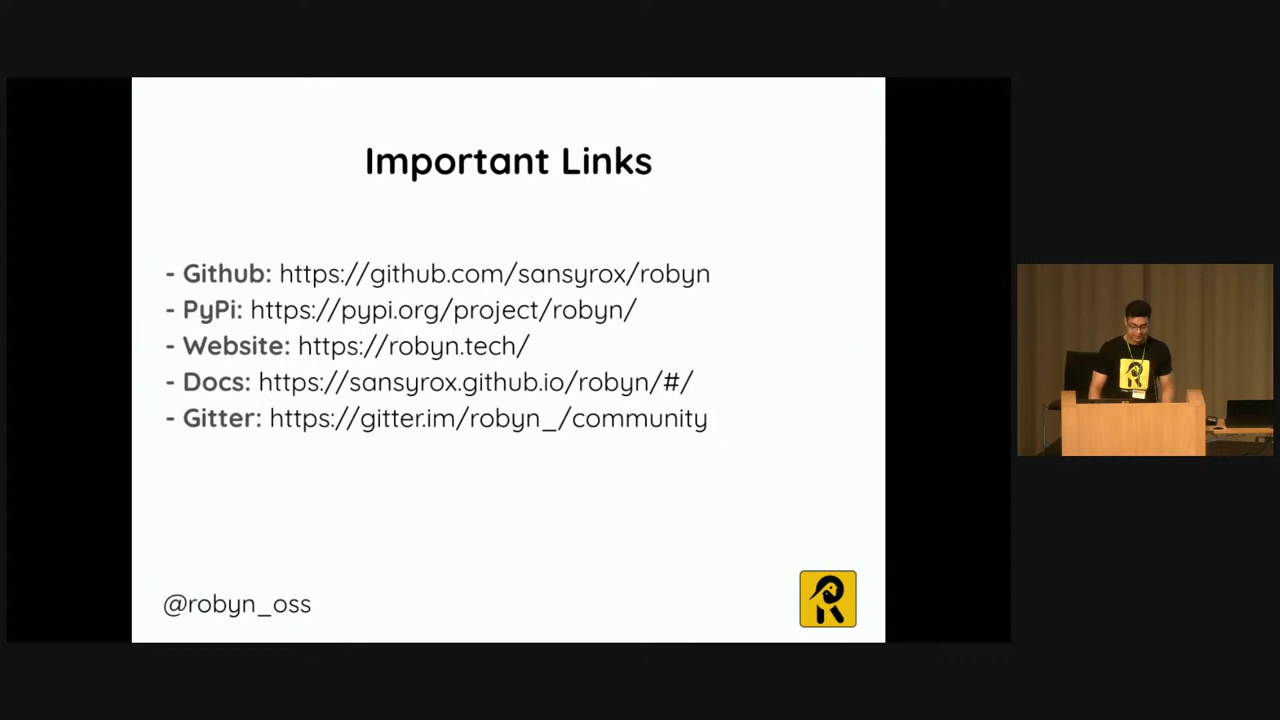 Important Links
- Github: https://github.com/sansyrox/robyn
- PyPi: https://pypi.org/project/robyn/
- Website: https://robyn.tech/
- Docs: https://sansyrox.github.io/robyn/#/
- Gitter: https://gitter.im/robyn_/community
@robyn_oss